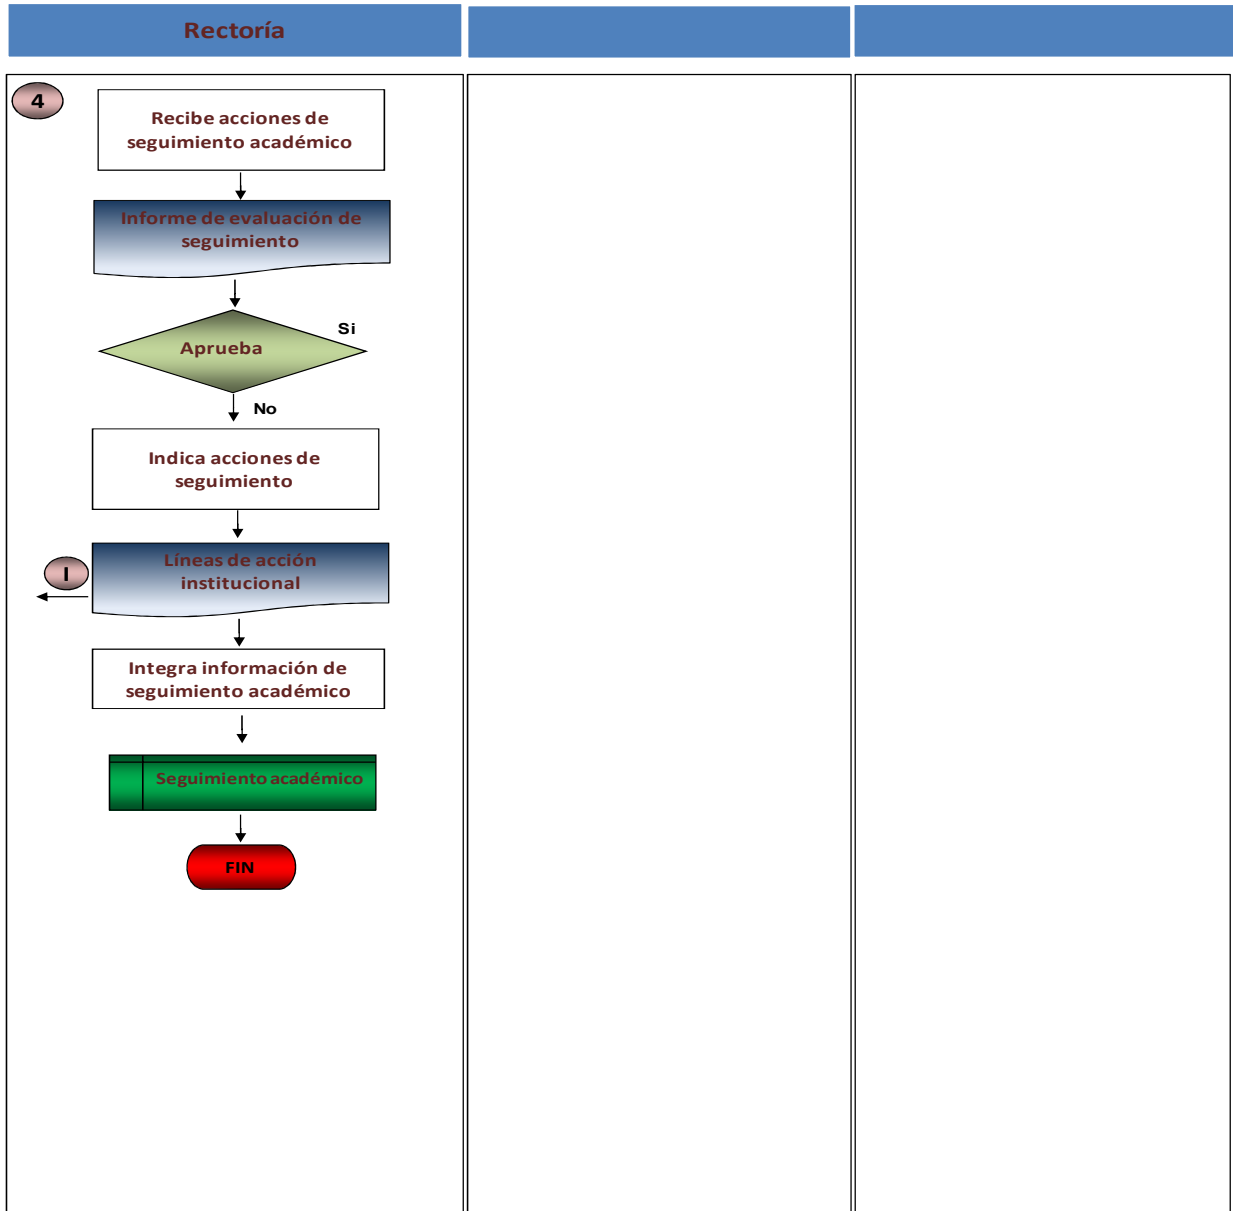 Rectoría
4
Recibe acciones de
seguimiento académico
Informe de evaluación de
seguimiento
Si
Aprueba
No
Indica acciones de
seguimiento
Líneas de acción
institucional
I
Integra información de
seguimiento académico
Seguimiento académico
FIN